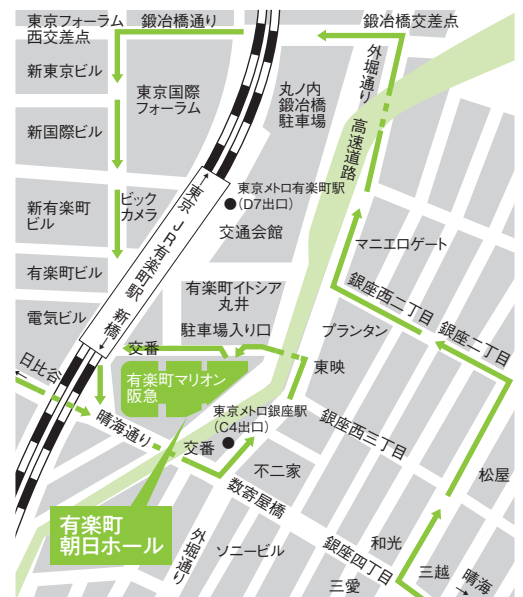 東京フォーラム
西交差点
鍛冶橋通り
鍛冶橋交差点
新東京ビル
東京国際
フォーラム
丸ノ内
鍛冶橋
駐車場
外堀通り
高速道路
新国際ビル
東京メトロ有楽町駅
(D7出口)
新有楽町
ビル
ビック
カメラ
←東京 JR有楽町駅 新橋→
交通会館
マニエロゲート
有楽町ビル
有楽町イトシア
丸井
銀座西二丁目
銀座二丁目
電気ビル
駐車場入り口
プランタン
交番
日比谷
有楽町マリオン
阪急
東映
東京メトロ銀座駅
(C4出口)
晴海通り
交番
銀座西三丁目
不二家
松屋
数寄屋橋
有楽町
朝日ホール
外堀通り
ソニービル
和光
銀座四丁目
三越
晴海
→
三愛